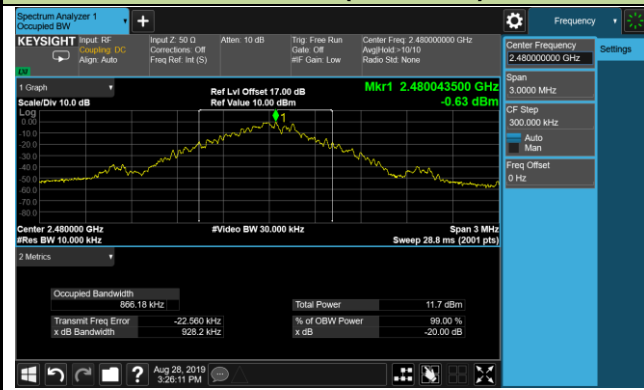 Spectrum Analyzer 1
Occupied BW
Frequency
KEYSIGHT
Input: RF
Coupling: DC
Align: Auto
Input Z: 50 Ω
Corrections: Off
Freq Ref: Int (S)
Atten: 10 dB
Trig: Free Run
Gate: Off
#IF Gain: Low
Center Freq: 2.480000000 GHz
Avg|Hold:>10/10
Radio Std: None
Center Frequency
2.480000000 GHz
Settings
Span
3.0000 MHz
CF Step
300.000 kHz
Auto
Man
Freq Offset
0 Hz
1 Graph
Scale/Div 10.0 dB
Ref Lvl Offset 17.00 dB
Ref Value 10.00 dBm
Mkr1 2.480043500 GHz
-0.63 dBm
Log
0.00
-10.0
-20.0
-30.0
-40.0
-50.0
-60.0
-70.0
-80.0
1
Center 2.480000 GHz
#Res BW 10.000 kHz
#Video BW 30.000 kHz
Span 3 MHz
Sweep 28.8 ms (2001 pts)
2 Metrics
Occupied Bandwidth
866.18 kHz
Total Power 11.7 dBm
Transmit Freq Error -22.560 kHz
% of OBW Power 99.00 %
x dB Bandwidth 928.2 kHz
x dB -20.00 dB
Aug 28, 2019
3:26:11 PM